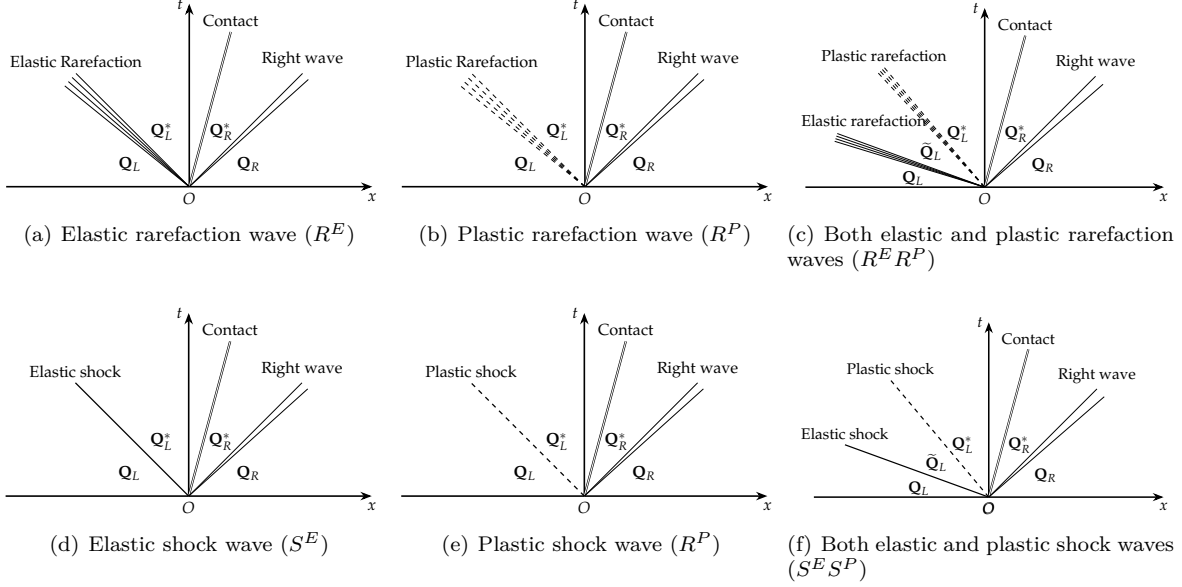 t
Contact
Elastic Rarefaction
Right wave
Q*L
Q*R
QL
QR
O
x
(a) Elastic rarefaction wave (R^E)
t
Contact
Plastic Rarefaction
Right wave
Q*L
Q*R
QL
QR
O
x
(b) Plastic rarefaction wave (R^P)
t
Contact
Plastic rarefaction
Right wave
Elastic rarefaction
Q*L
Q*R
Q̃L
QL
QR
O
x
(c) Both elastic and plastic rarefaction
waves (R^E R^P)
t
Contact
Elastic shock
Right wave
Q*L
Q*R
QL
QR
O
x
(d) Elastic shock wave (S^E)
t
Contact
Plastic shock
Right wave
Q*L
Q*R
QL
QR
O
x
(e) Plastic shock wave (R^P)
t
Contact
Plastic shock
Right wave
Elastic shock
Q*L
Q*R
Q̃L
QL
QR
O
x
(f) Both elastic and plastic shock waves
(S^E S^P)